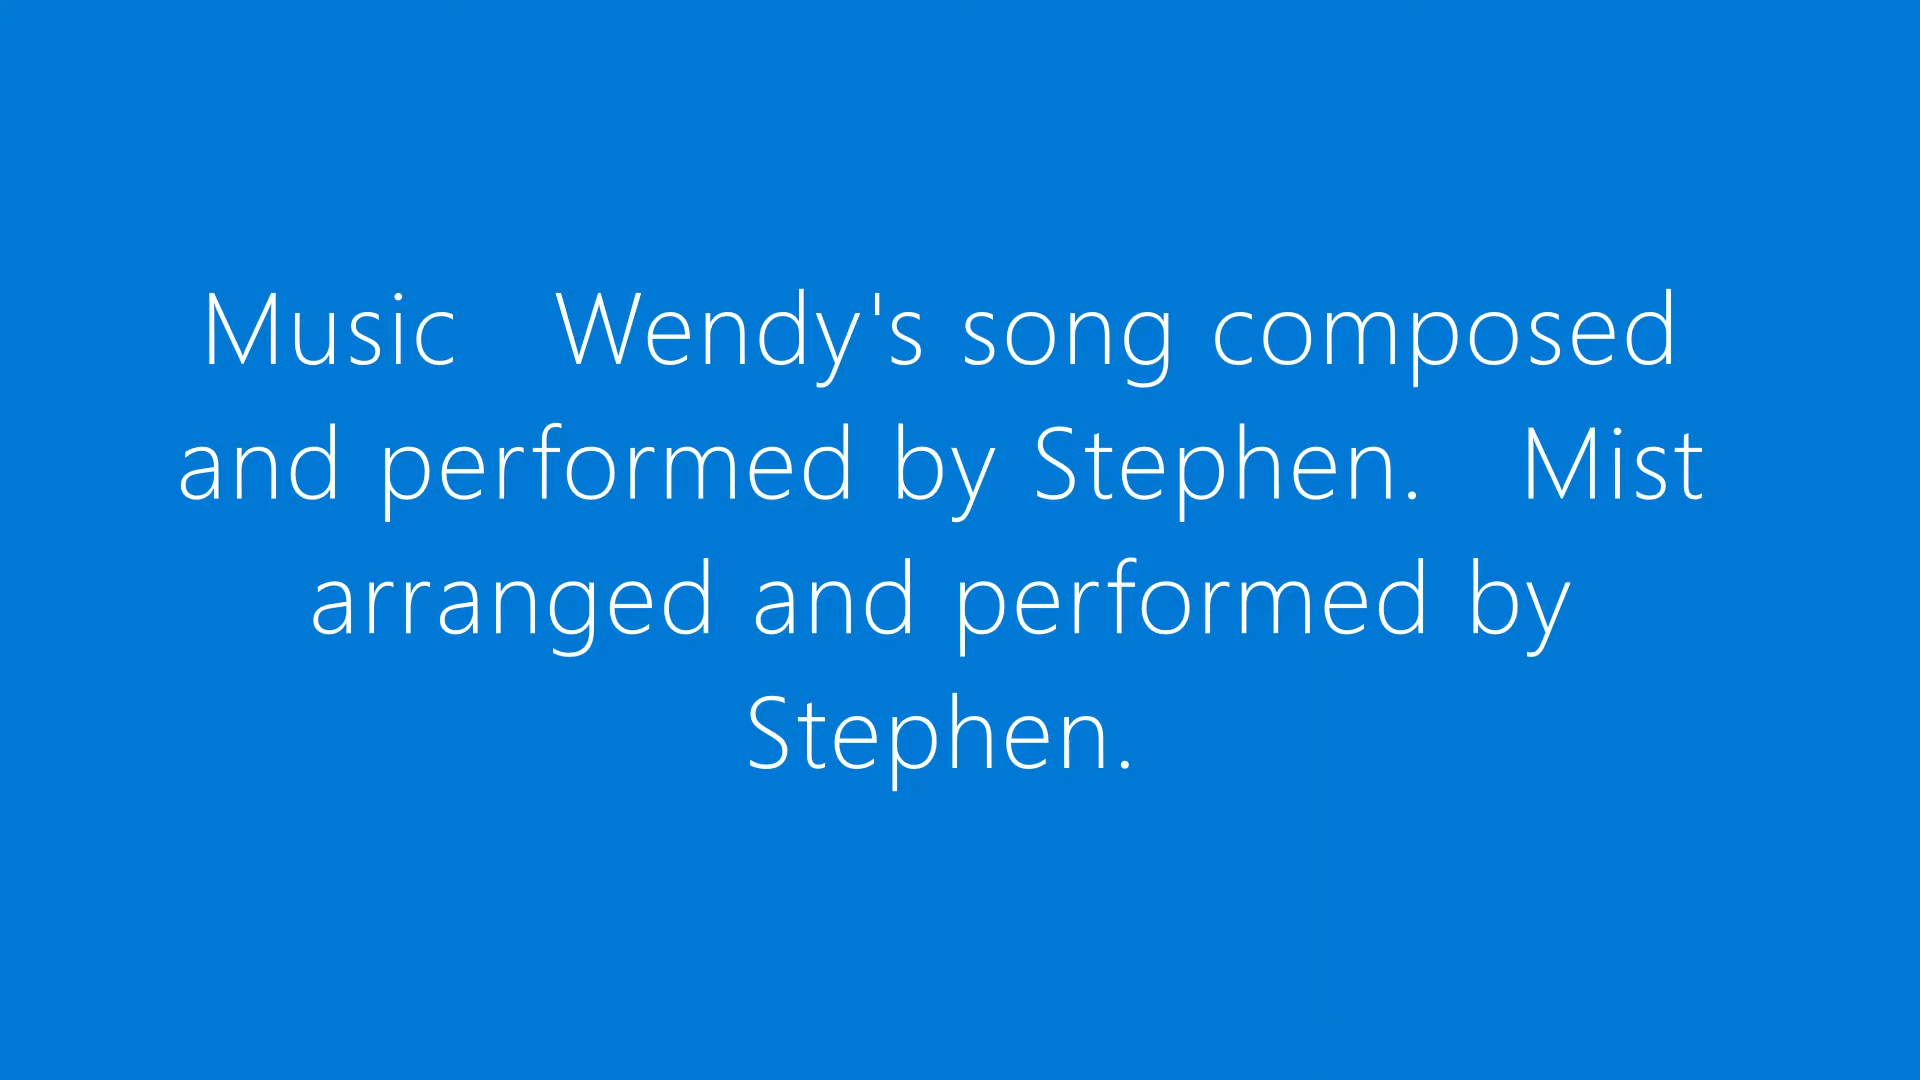 Music   Wendy's song composed
and performed by Stephen.   Mist
arranged and performed by
Stephen.